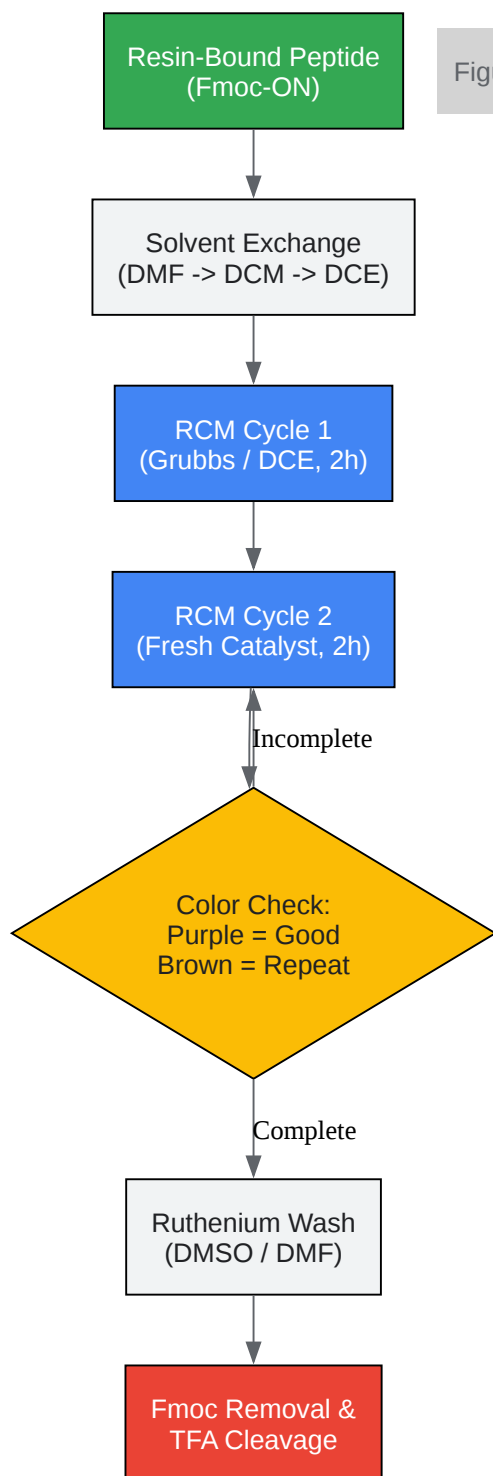 Resin-Bound Peptide
(Fmoc-ON)
Solvent Exchange
(DMF -> DCM -> DCE)
RCM Cycle 1
(Grubbs / DCE, 2h)
RCM Cycle 2
(Fresh Catalyst, 2h)
Incomplete
Color Check:
Purple = Good
Brown = Repeat
Complete
Ruthenium Wash
(DMSO / DMF)
Fmoc Removal &
TFA Cleavage